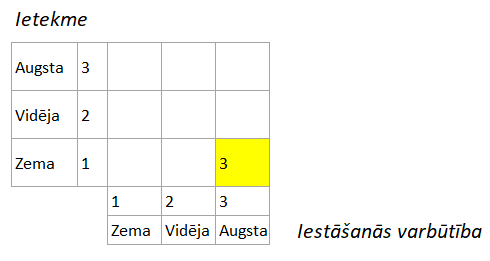 Ietekme
Augsta 3
Vidēja 2
Zema 1 3
1 2 3
Zema Vidēja Augsta
Iestāšanās varbūtība